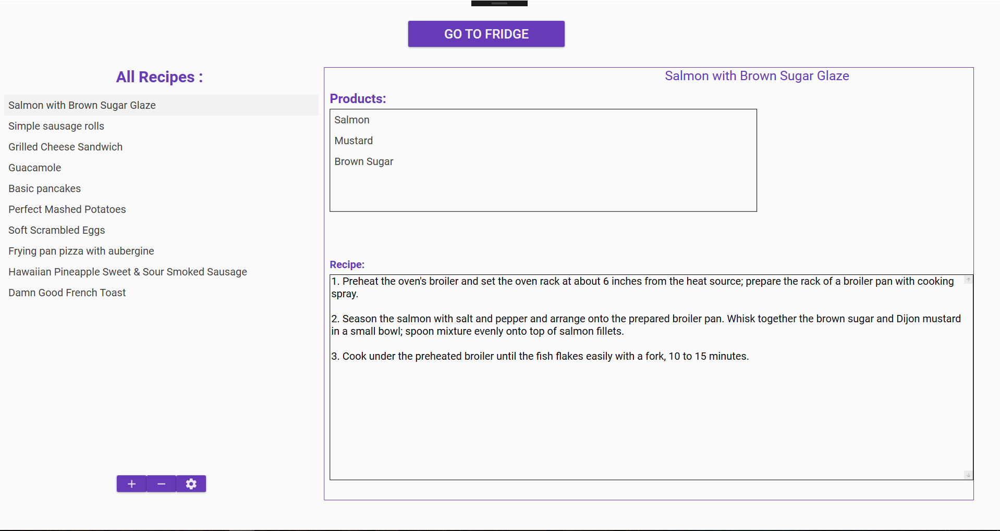 GO TO FRIDGE
All Recipes :
Salmon with Brown Sugar Glaze
Simple sausage rolls
Grilled Cheese Sandwich
Guacamole
Basic pancakes
Perfect Mashed Potatoes
Soft Scrambled Eggs
Frying pan pizza with aubergine
Hawaiian Pineapple Sweet & Sour Smoked Sausage
Damn Good French Toast
Salmon with Brown Sugar Glaze
Products:
Salmon
Mustard
Brown Sugar
Recipe:
1. Preheat the oven's broiler and set the oven rack at about 6 inches from the heat source; prepare the rack of a broiler pan with cooking
spray.
2. Season the salmon with salt and pepper and arrange onto the prepared broiler pan. Whisk together the brown sugar and Dijon mustard
in a small bowl; spoon mixture evenly onto top of salmon fillets.
3. Cook under the preheated broiler until the fish flakes easily with a fork, 10 to 15 minutes.